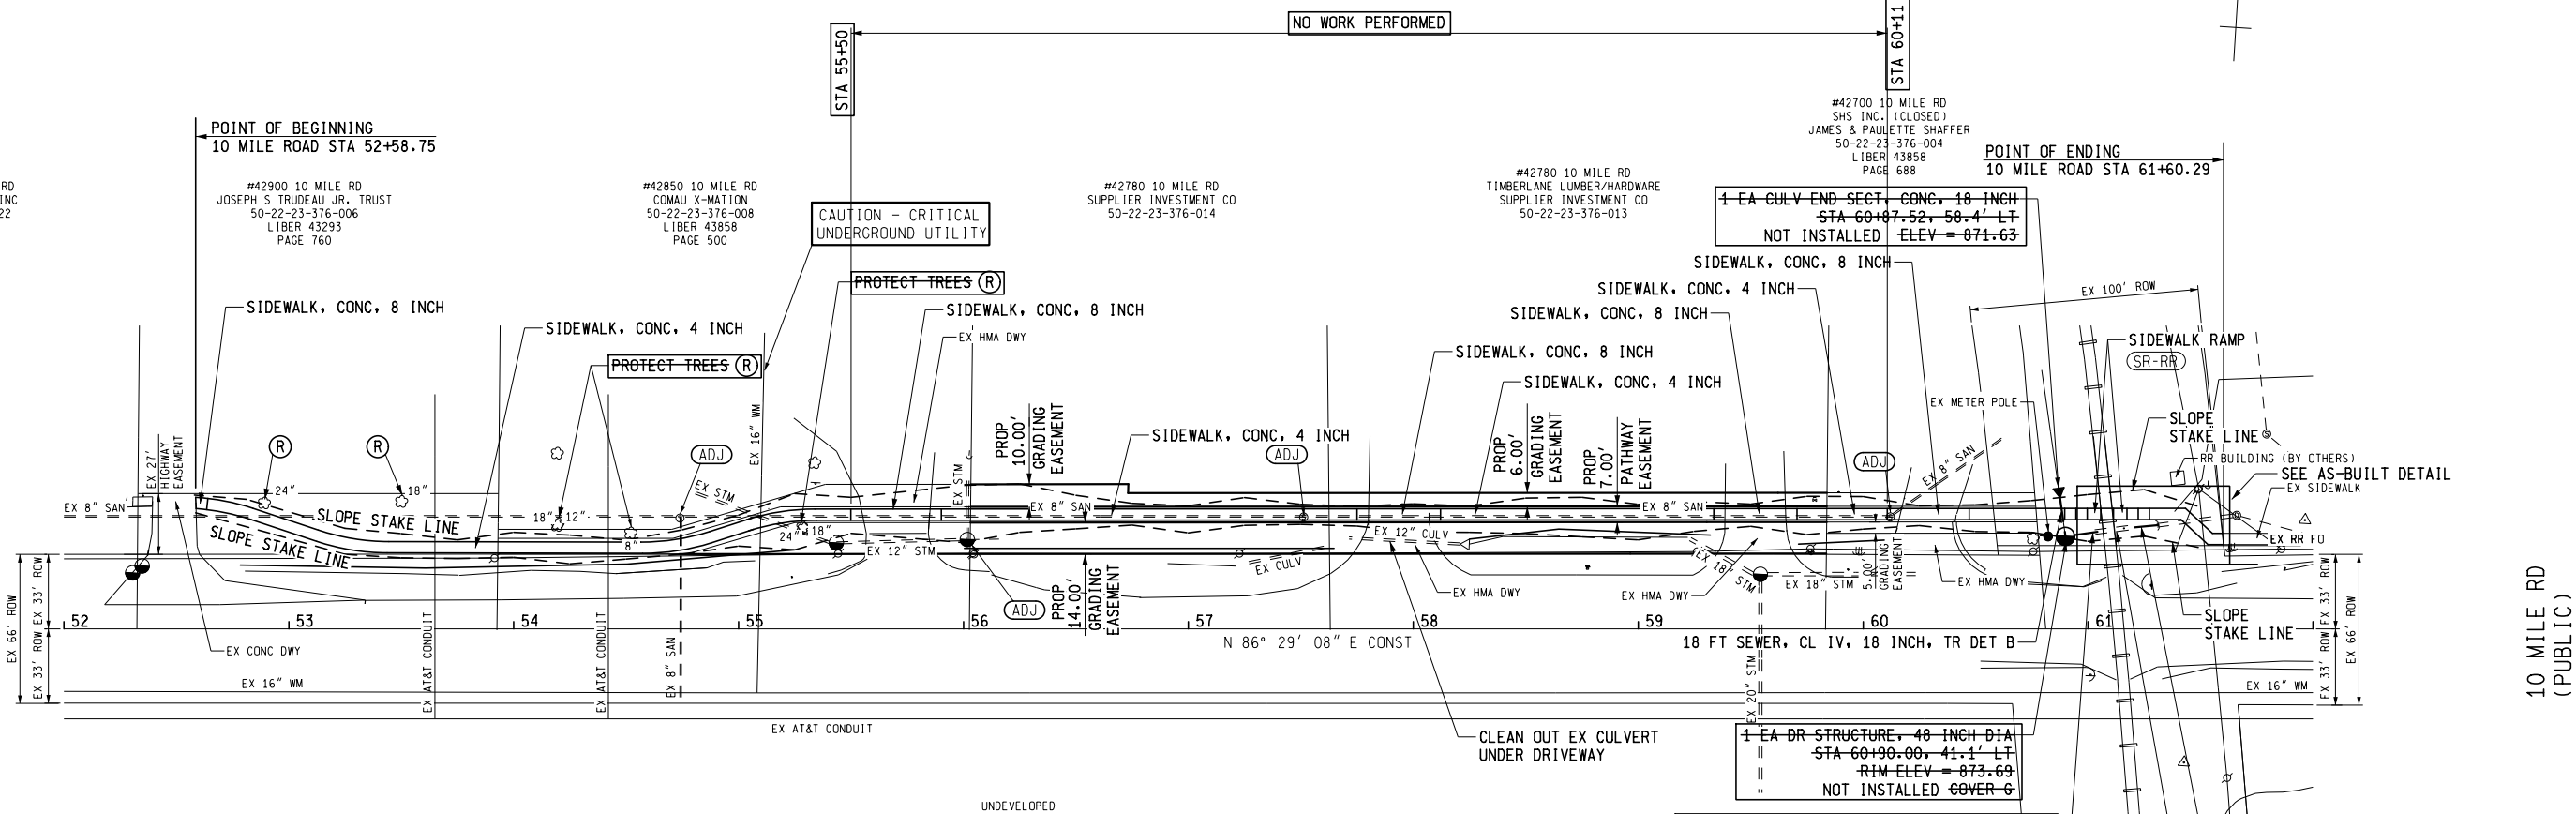 NO WORK PERFORMED
STA 55+50
STA 60+11
POINT OF BEGINNING
10 MILE ROAD STA 52+58.75
RD
INC
22
#42900 10 MILE RD
JOSEPH S TRUDEAU JR. TRUST
50-22-23-376-006
LIBER 43293
PAGE 760
#42850 10 MILE RD
COMAU X-MATION
50-22-23-376-008
LIBER 43858
PAGE 500
CAUTION - CRITICAL
UNDERGROUND UTILITY
#42780 10 MILE RD
SUPPLIER INVESTMENT CO
50-22-23-376-014
#42780 10 MILE RD
TIMBERLANE LUMBER/HARDWARE
SUPPLIER INVESTMENT CO
50-22-23-376-013
#42700 10 MILE RD
SHS INC. (CLOSED)
JAMES & PAULETTE SHAFFER
50-22-23-376-004
LIBER 43858
PAGE 688
POINT OF ENDING
10 MILE ROAD STA 61+60.29
1 EA CULV END SECT, CONC, 18 INCH
STA 60+87.52, 58.4' LT
NOT INSTALLED ELEV = 871.63
PROTECT TREES R
SIDEWALK, CONC, 8 INCH
SIDEWALK, CONC, 4 INCH
PROTECT TREES R
SIDEWALK, CONC, 8 INCH
EX HMA DWY
SIDEWALK, CONC, 8 INCH
SIDEWALK, CONC, 4 INCH
SIDEWALK, CONC, 8 INCH
SIDEWALK, CONC, 8 INCH
SIDEWALK, CONC, 4 INCH
SIDEWALK, CONC, 4 INCH
EX 100' ROW
SIDEWALK RAMP
SR-RR
EX METER POLE
SLOPE
STAKE LINE
RR BUILDING (BY OTHERS)
SEE AS-BUILT DETAIL
EX SIDEWALK
EX RR FO
EX 27'
HIGHWAY
EASEMENT
R
R
ADJ
EX 16" WM
EX STM
EX STM
PROP
10.00'
GRADING
EASEMENT
ADJ
PROP
6.00'
GRADING
EASEMENT
PROP
7.00'
PATHWAY
EASEMENT
ADJ
EX 8" SAN
EX 8" SAN
24"
18"
SLOPE STAKE LINE
SLOPE STAKE LINE
18"
12"
8"
24"
18"
EX 12" STM
EX 8" SAN
EX 12" CULV
EX CULV
EX 8" SAN
EX 18" STM
EX 18" STM
5.00'
GRADING
EASEMENT
EX HMA DWY
EX HMA DWY
EX HMA DWY
ADJ
PROP
14.00'
GRADING
EASEMENT
52
53
54
55
56
57
58
59
60
61
EX 66' ROW
EX 33' ROW
EX 33' ROW
EX CONC DWY
EX AT&T CONDUIT
EX AT&T CONDUIT
EX 8" SAN
N 86° 29' 08" E CONST
18 FT SEWER, CL IV, 18 INCH, TR DET B
SLOPE
STAKE LINE
EX 33' ROW
EX 33' ROW
EX 66' ROW
EX 16" WM
EX 16" WM
EX AT&T CONDUIT
EX 20" STM
CLEAN OUT EX CULVERT
UNDER DRIVEWAY
1 EA DR STRUCTURE, 48 INCH DIA
STA 60+90.00, 41.1' LT
RIM ELEV = 873.69
NOT INSTALLED COVER G
UNDEVELOPED
10 MILE RD
(PUBLIC)